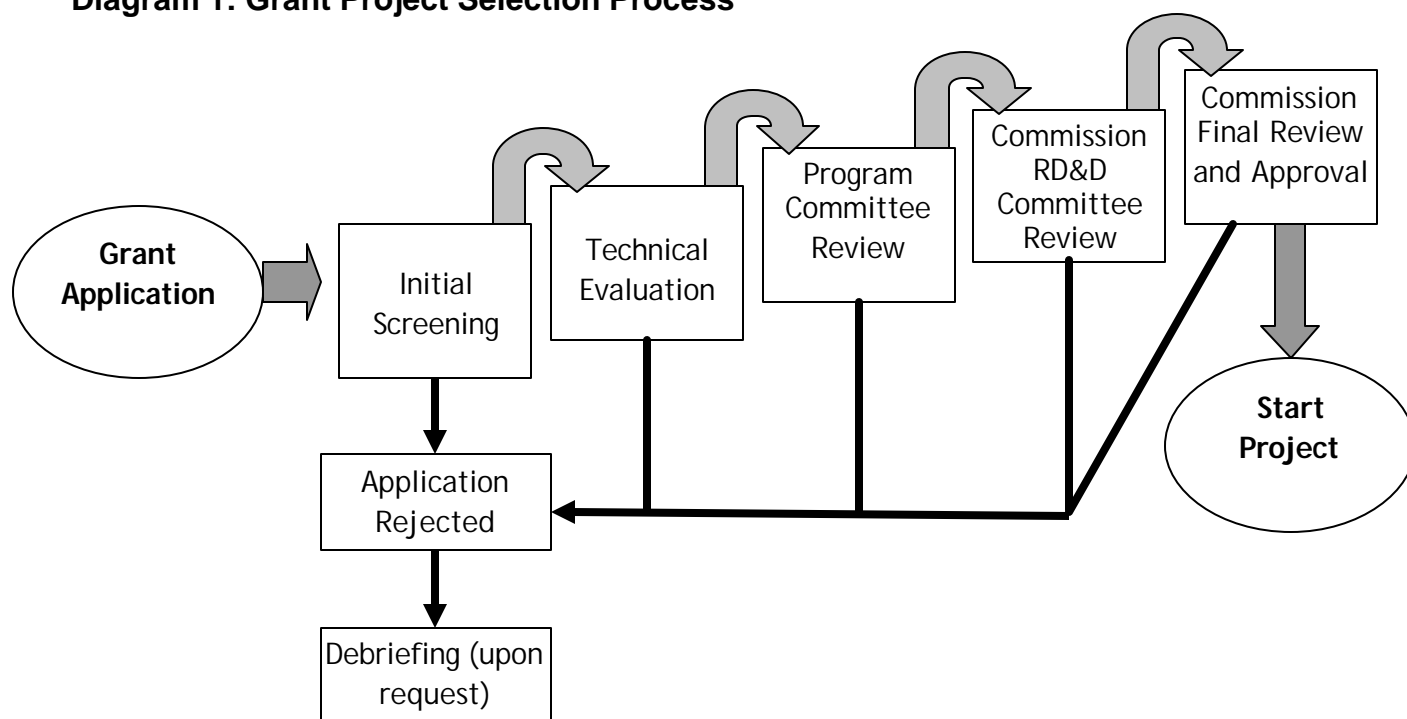 Diagram 1: Grant Project Selection Process
Grant
Application
Initial
Screening
Technical
Evaluation
Program
Committee
Review
Commission
RD&D
Committee
Review
Commission
Final Review
and Approval
Start
Project
Application
Rejected
Debriefing (upon
request)